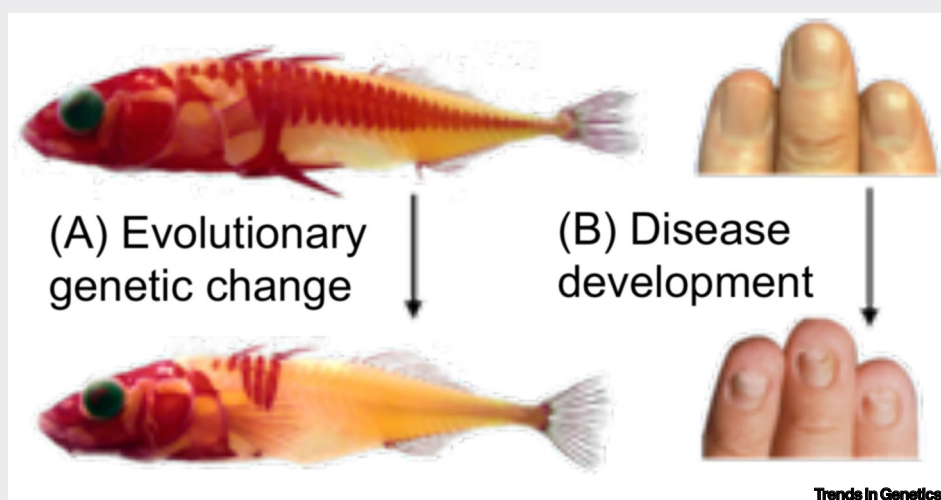 (A) Evolutionary
genetic change
(B) Disease
development
Trends in Genetics